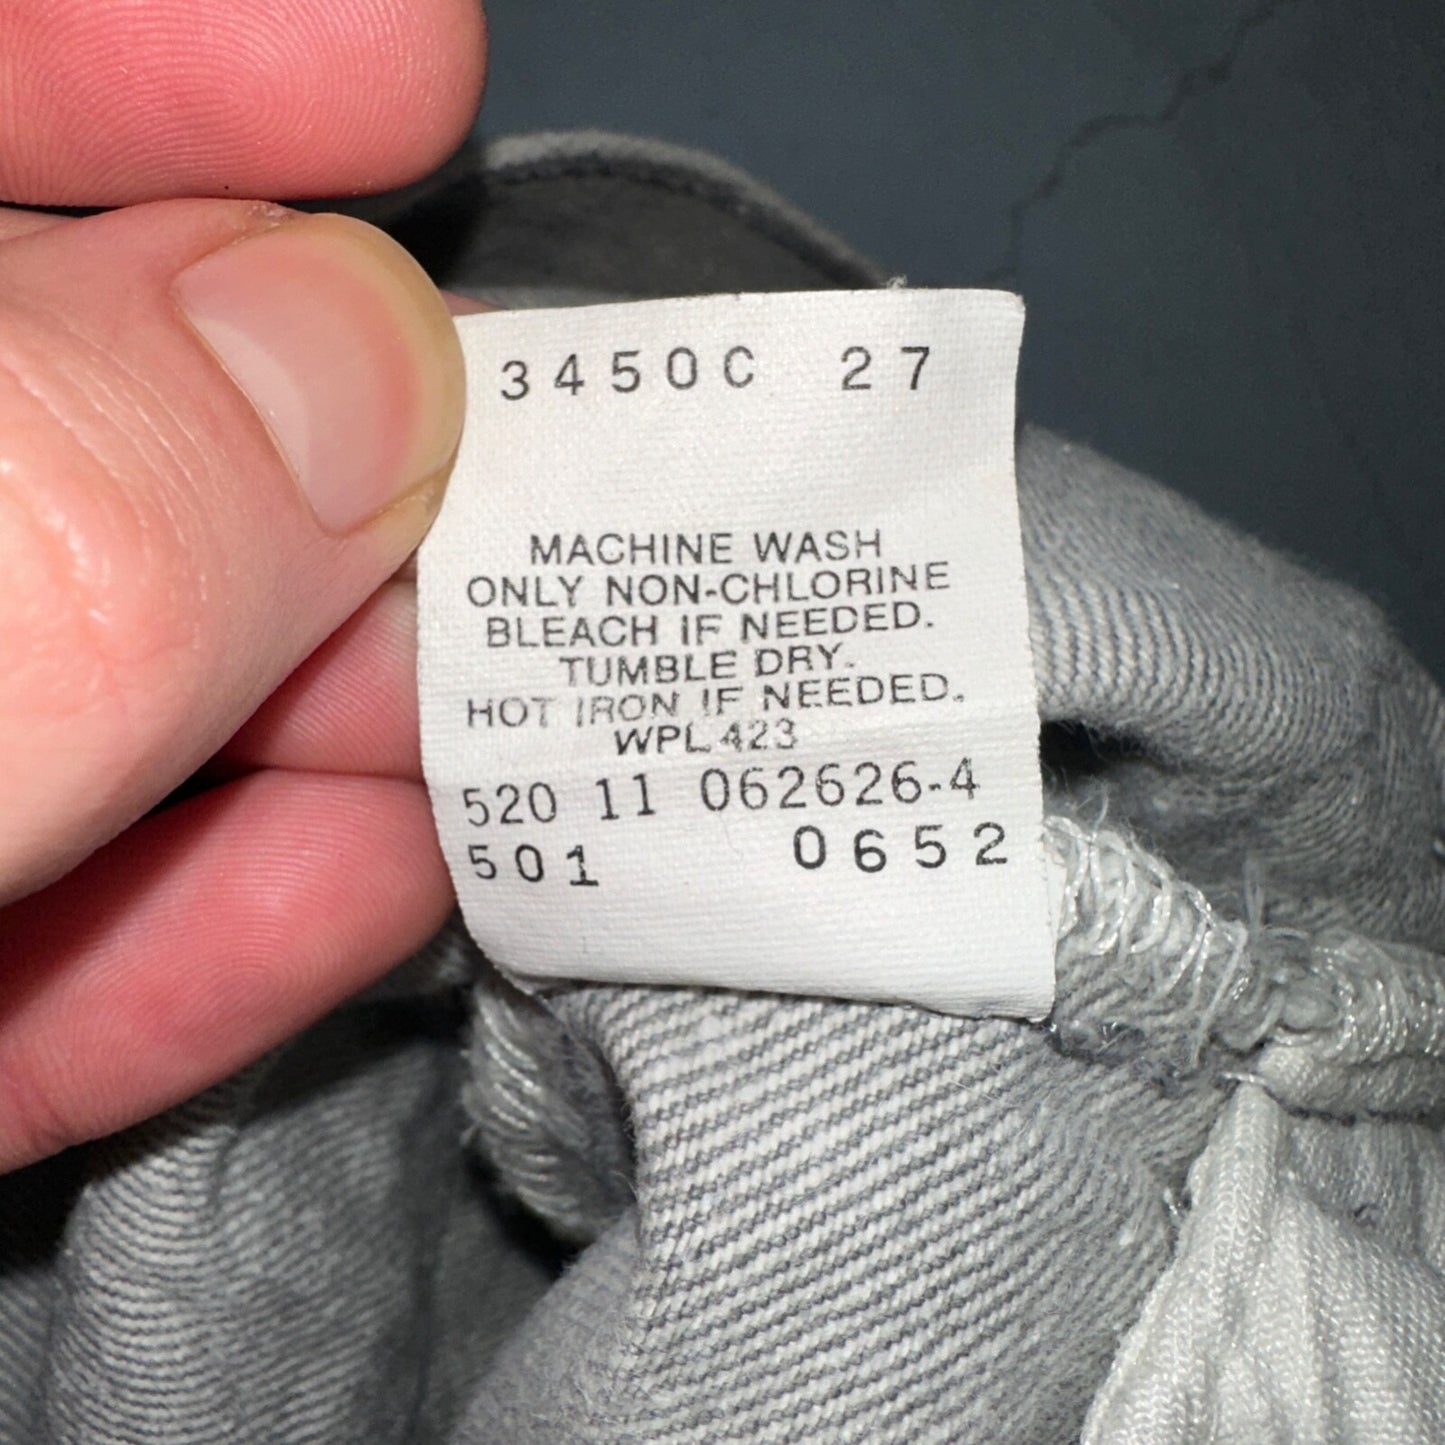 3450C 27
MACHINE WASH
ONLY NON-CHLORINE
BLEACH IF NEEDED.
TUMBLE DRY.
HOT IRON IF NEEDED.
WPL 423
520 11 062626-4
501 0652